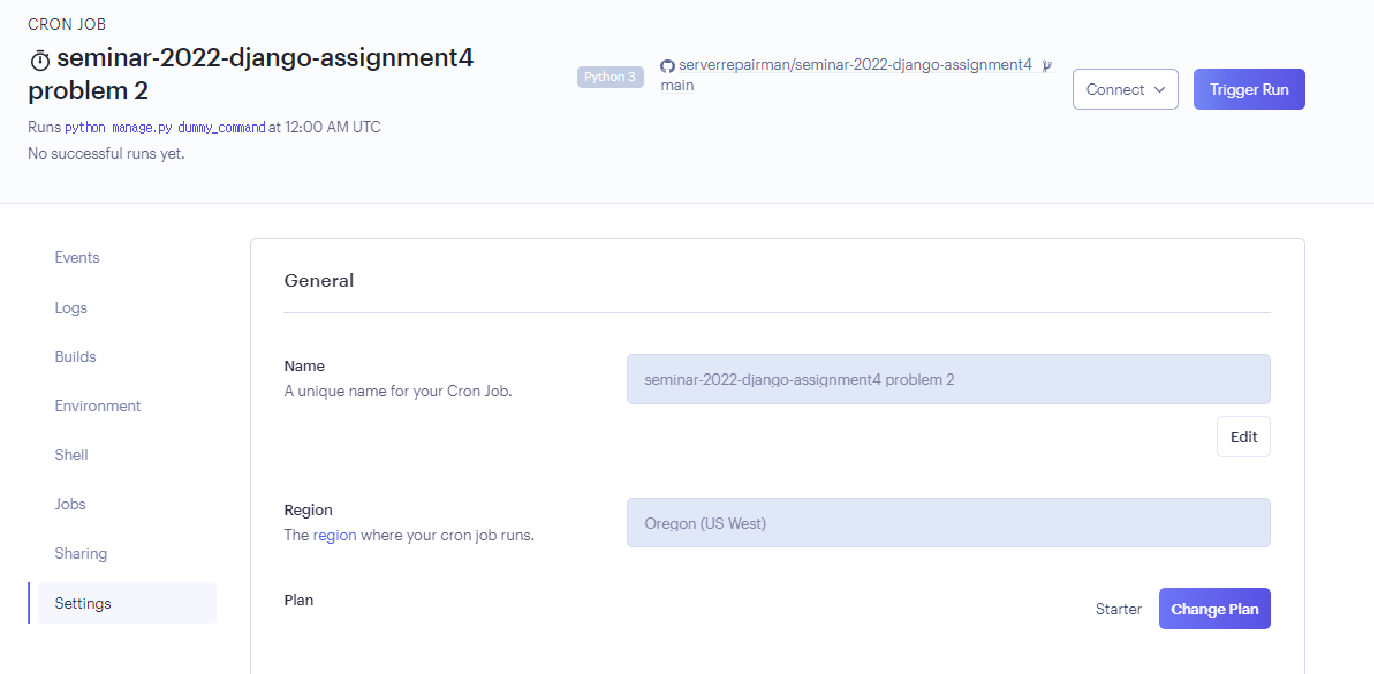 CRON JOB
seminar-2022-django-assignment4
problem 2
Python 3
serverrepairman/seminar-2022-django-assignment4
main
Connect
Trigger Run
Runs python manage.py dummy_command at 12:00 AM UTC
No successful runs yet.
Events
Logs
Builds
Environment
Shell
Jobs
Sharing
Settings
General
Name
A unique name for your Cron Job.
seminar-2022-django-assignment4 problem 2
Edit
Region
The region where your cron job runs.
Oregon (US West)
Plan
Starter
Change Plan